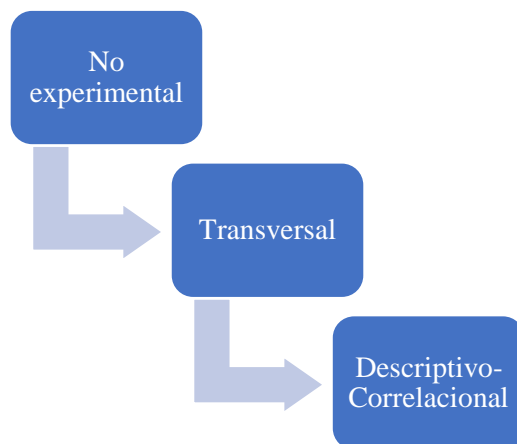 No
experimental
Transversal
Descriptivo-
Correlacional